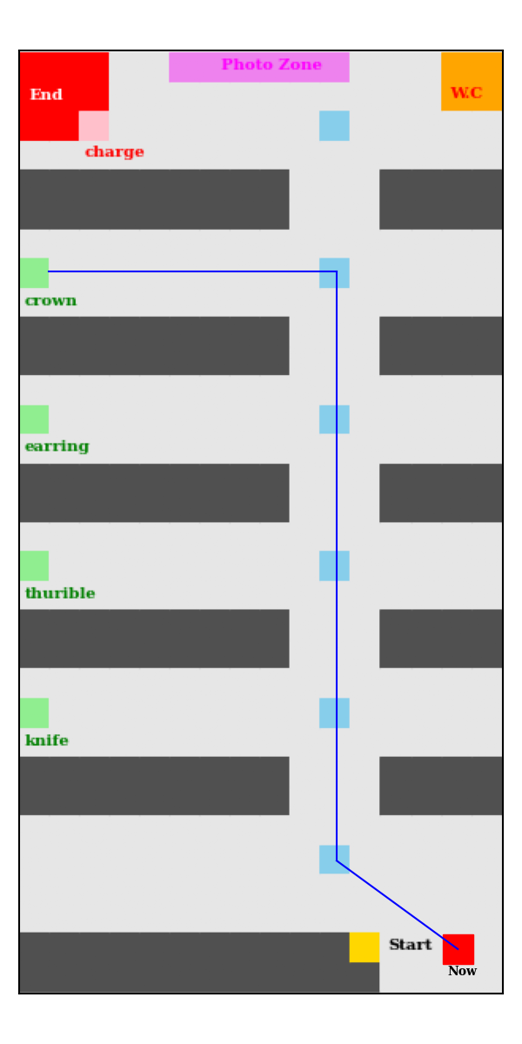 Photo Zone
End
W.C
charge
crown
earring
thurible
knife
Start
Now